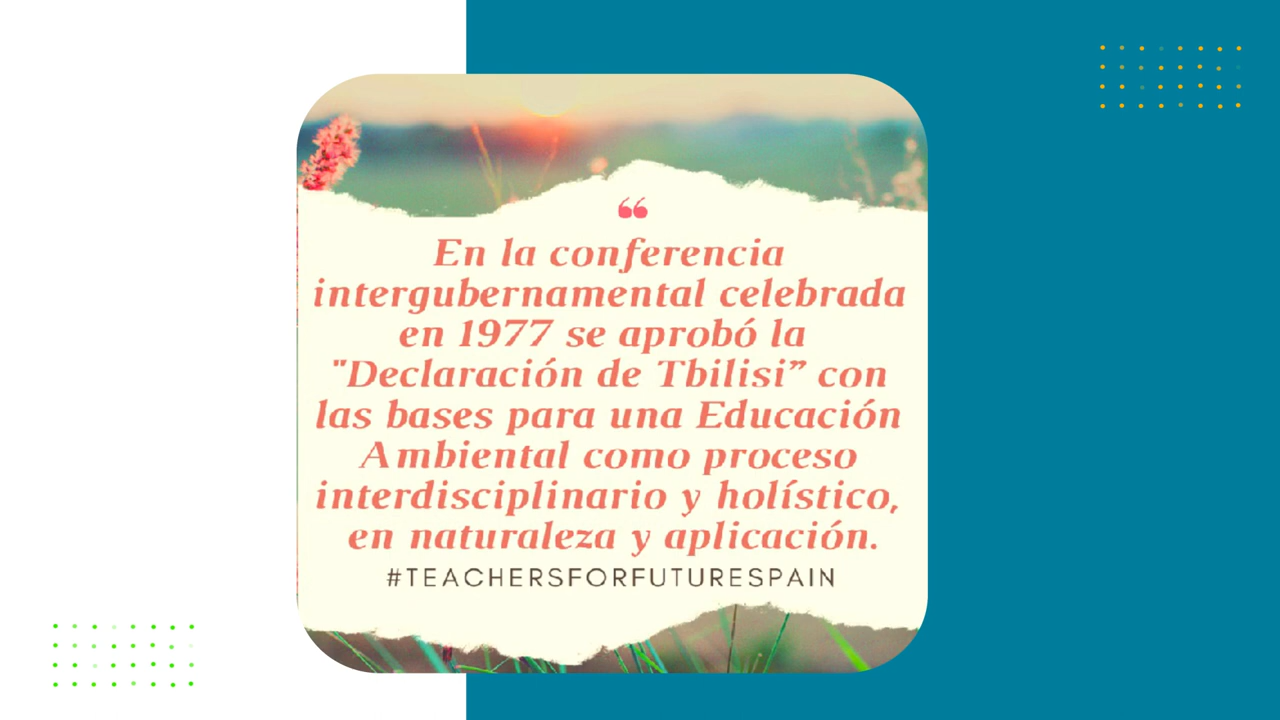 ❝
En la conferencia
intergubernamental celebrada
en 1977 se aprobó la
"Declaración de Tbilisi” con
las bases para una Educación
Ambiental como proceso
interdisciplinario y holístico,
en naturaleza y aplicación.
#TEACHERSFORFUTURESPAIN